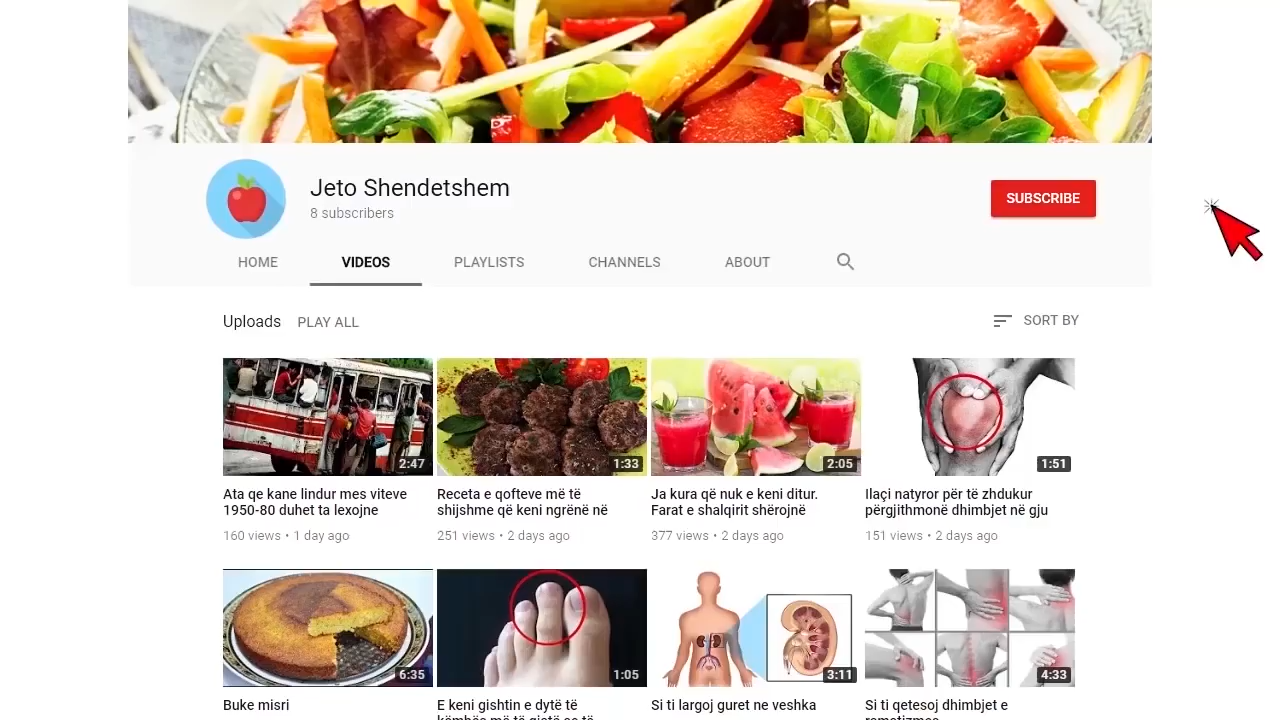 Jeto Shendetshem
8 subscribers
SUBSCRIBE
HOME VIDEOS PLAYLISTS CHANNELS ABOUT
Uploads PLAY ALL
SORT BY
2:47
1:33
2:05
1:51
Ata qe kane lindur mes viteve
1950-80 duhet ta lexojne
160 views • 1 day ago
Receta e qofteve më të
shijshme që keni ngrënë në
251 views • 2 days ago
Ja kura që nuk e keni ditur.
Farat e shalqirit shërojnë
377 views • 2 days ago
Ilaçi natyror për të zhdukur
përgjithmonë dhimbjet në gju
151 views • 2 days ago
6:35
1:05
3:11
4:33
Buke misri
E keni gishtin e dytë të
Si ti largoj guret ne veshka
Si ti qetesoj dhimbjet e